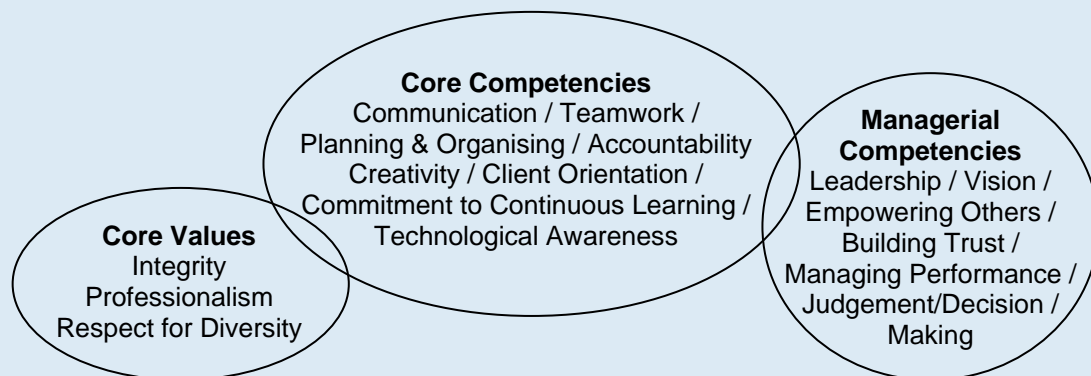 Core Values
Integrity
Professionalism
Respect for Diversity
Core Competencies
Communication / Teamwork /
Planning & Organising / Accountability
Creativity / Client Orientation /
Commitment to Continuous Learning /
Technological Awareness
Managerial
Competencies
Leadership / Vision /
Empowering Others /
Building Trust /
Managing Performance /
Judgement/Decision /
Making